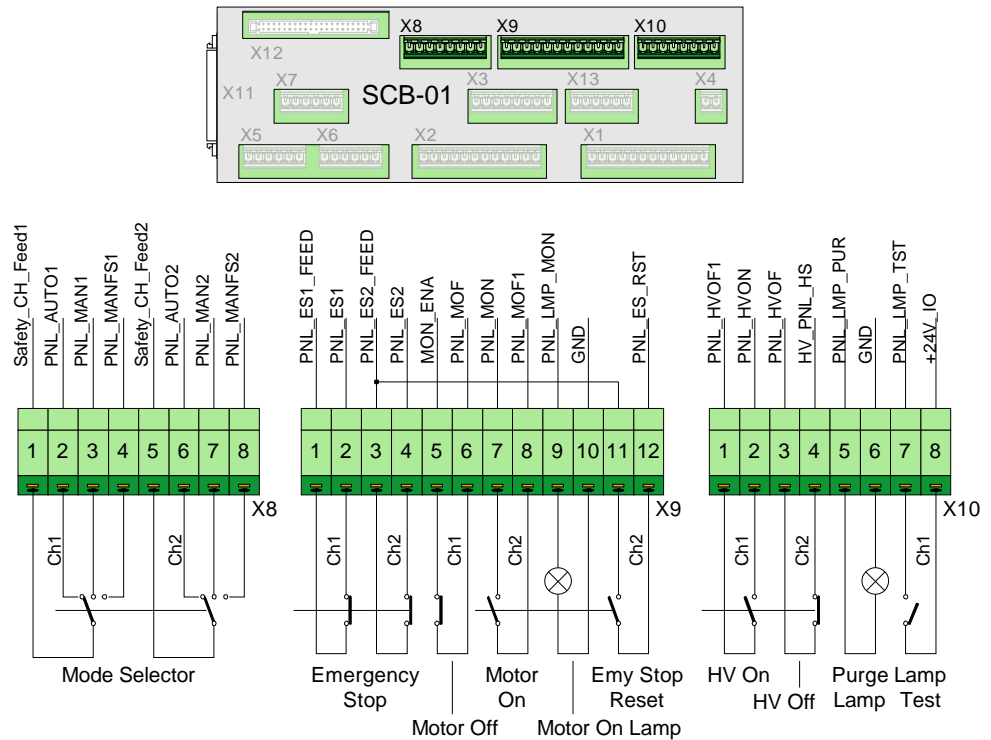 X8
X9
X10
X12
X7
X3
X13
X4
X11
SCB-01
X5
X6
X2
X1
Safety_CH_Feed1
PNL_AUTO1
PNL_MAN1
PNL_MANFS1
Safety_CH_Feed2
PNL_AUTO2
PNL_MAN2
PNL_MANFS2
PNL_ES1_FEED
PNL_ES1
PNL_ES2_FEED
PNL_ES2
MON_ENA
PNL_MOF
PNL_MON
PNL_MOF1
PNL_LMP_MON
GND
PNL_ES_RST
PNL_HVOF1
PNL_HVON
PNL_HVOF
HV_PNL_HS
PNL_LMP_PUR
GND
PNL_LMP_TST
+24V_IO
1 2 3 4 5 6 7 8
1 2 3 4 5 6 7 8 9 10 11 12
1 2 3 4 5 6 7 8
X8
X9
X10
Ch1
Ch2
Ch1
Ch2
Ch1
Ch2
Ch1
Ch2
Mode Selector
Emergency
Stop
Motor Off
Motor
On
Motor On Lamp
Emy Stop
Reset
HV On
HV Off
Purge
Lamp
Lamp
Test